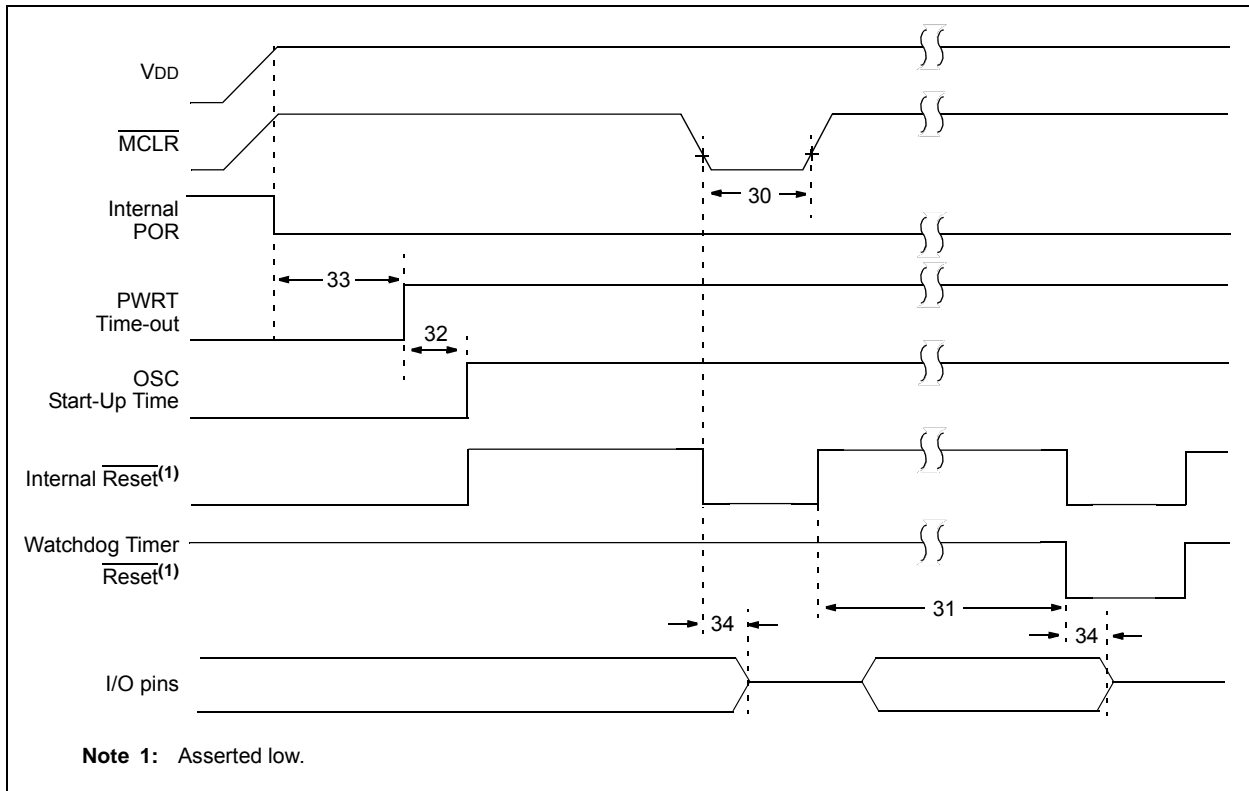 VDD
MCLR
30
Internal
POR
33
PWRT
Time-out
32
OSC
Start-Up Time
Internal Reset(1)
Watchdog Timer
Reset(1)
31
34
34
I/O pins
Note 1: Asserted low.